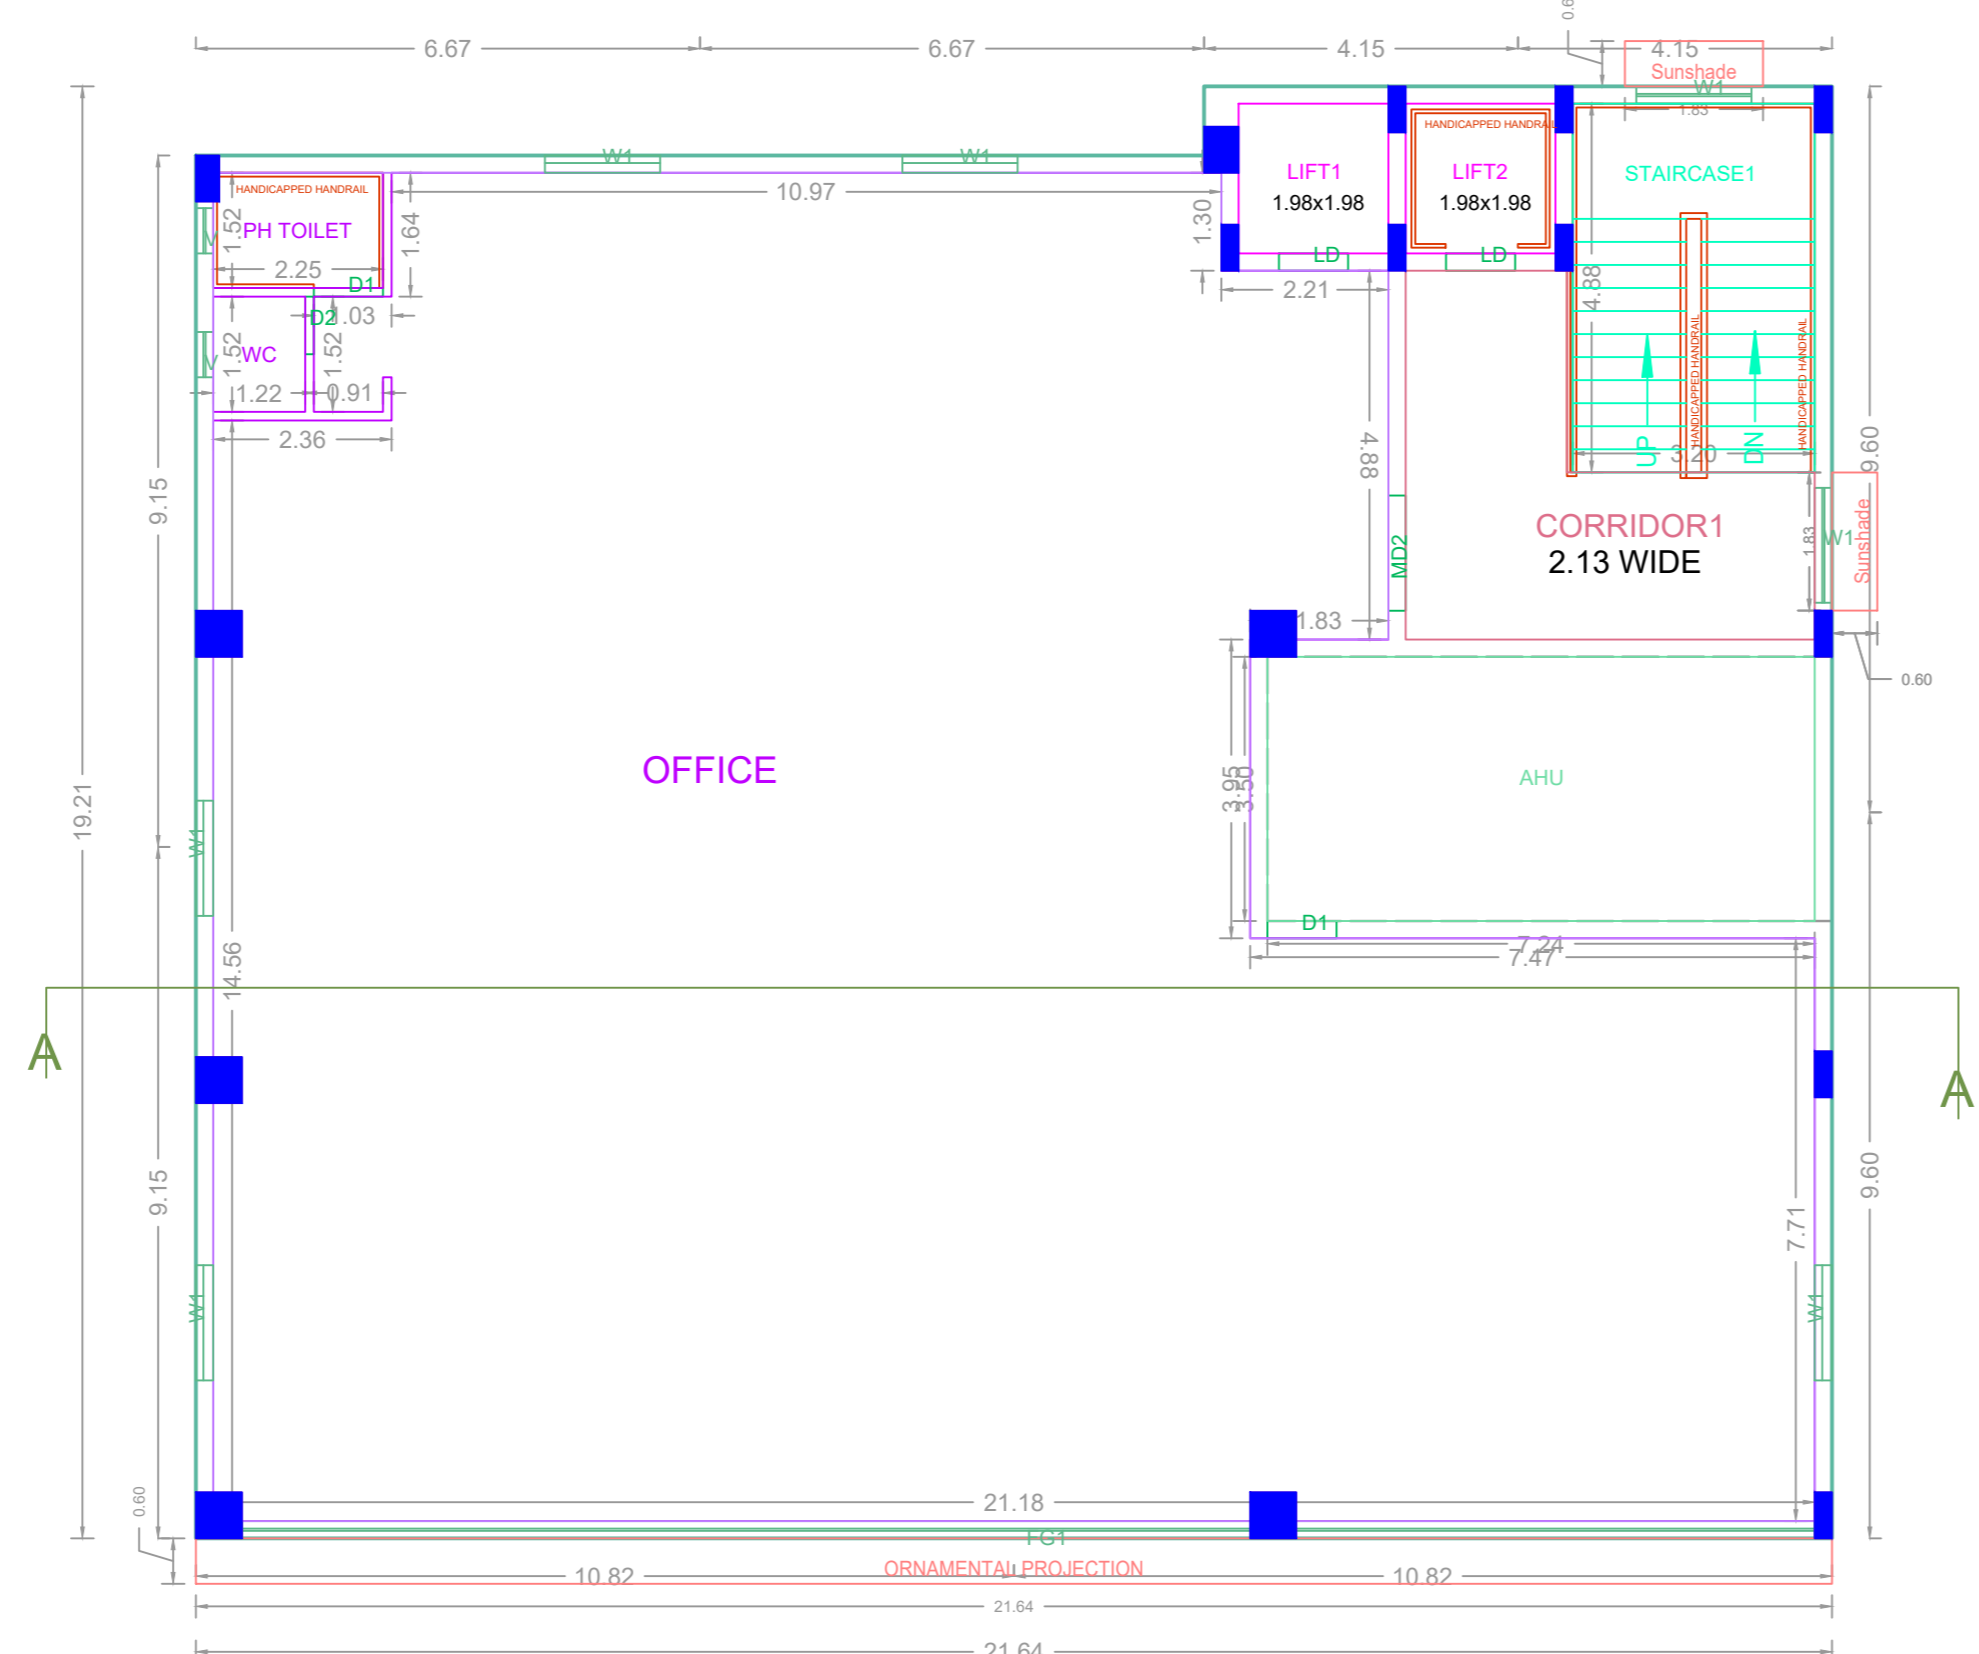 0.6
6.67
6.67
4.15
4.15
Sunshade
W1
1.83
W1
W1
HANDICAPPED HANDRAIL
HANDICAPPED HANDRAIL
LIFT1
1.98x1.98
LIFT2
1.98x1.98
STAIRCASE1
10.97
1.52
PH TOILET
1.64
1.30
V
2.25
D1
LD
LD
2.21
4.88
D2
1.03
1.52
WC
1.52
V
1.22
0.91
2.36
HANDICAPPED HANDRAIL
HANDICAPPED HANDRAIL
UP
DN
3.20
4.88
9.60
9.15
CORRIDOR1
2.13 WIDE
MD2
1.83
W1
Sunshade
1.83
0.60
19.21
OFFICE
AHU
3.95
3.50
W1
D1
7.24
7.47
14.56
A
A
9.15
9.60
7.71
W1
W1
21.18
0.60
FG1
ORNAMENTAL PROJECTION
10.82
10.82
21.64
21.64